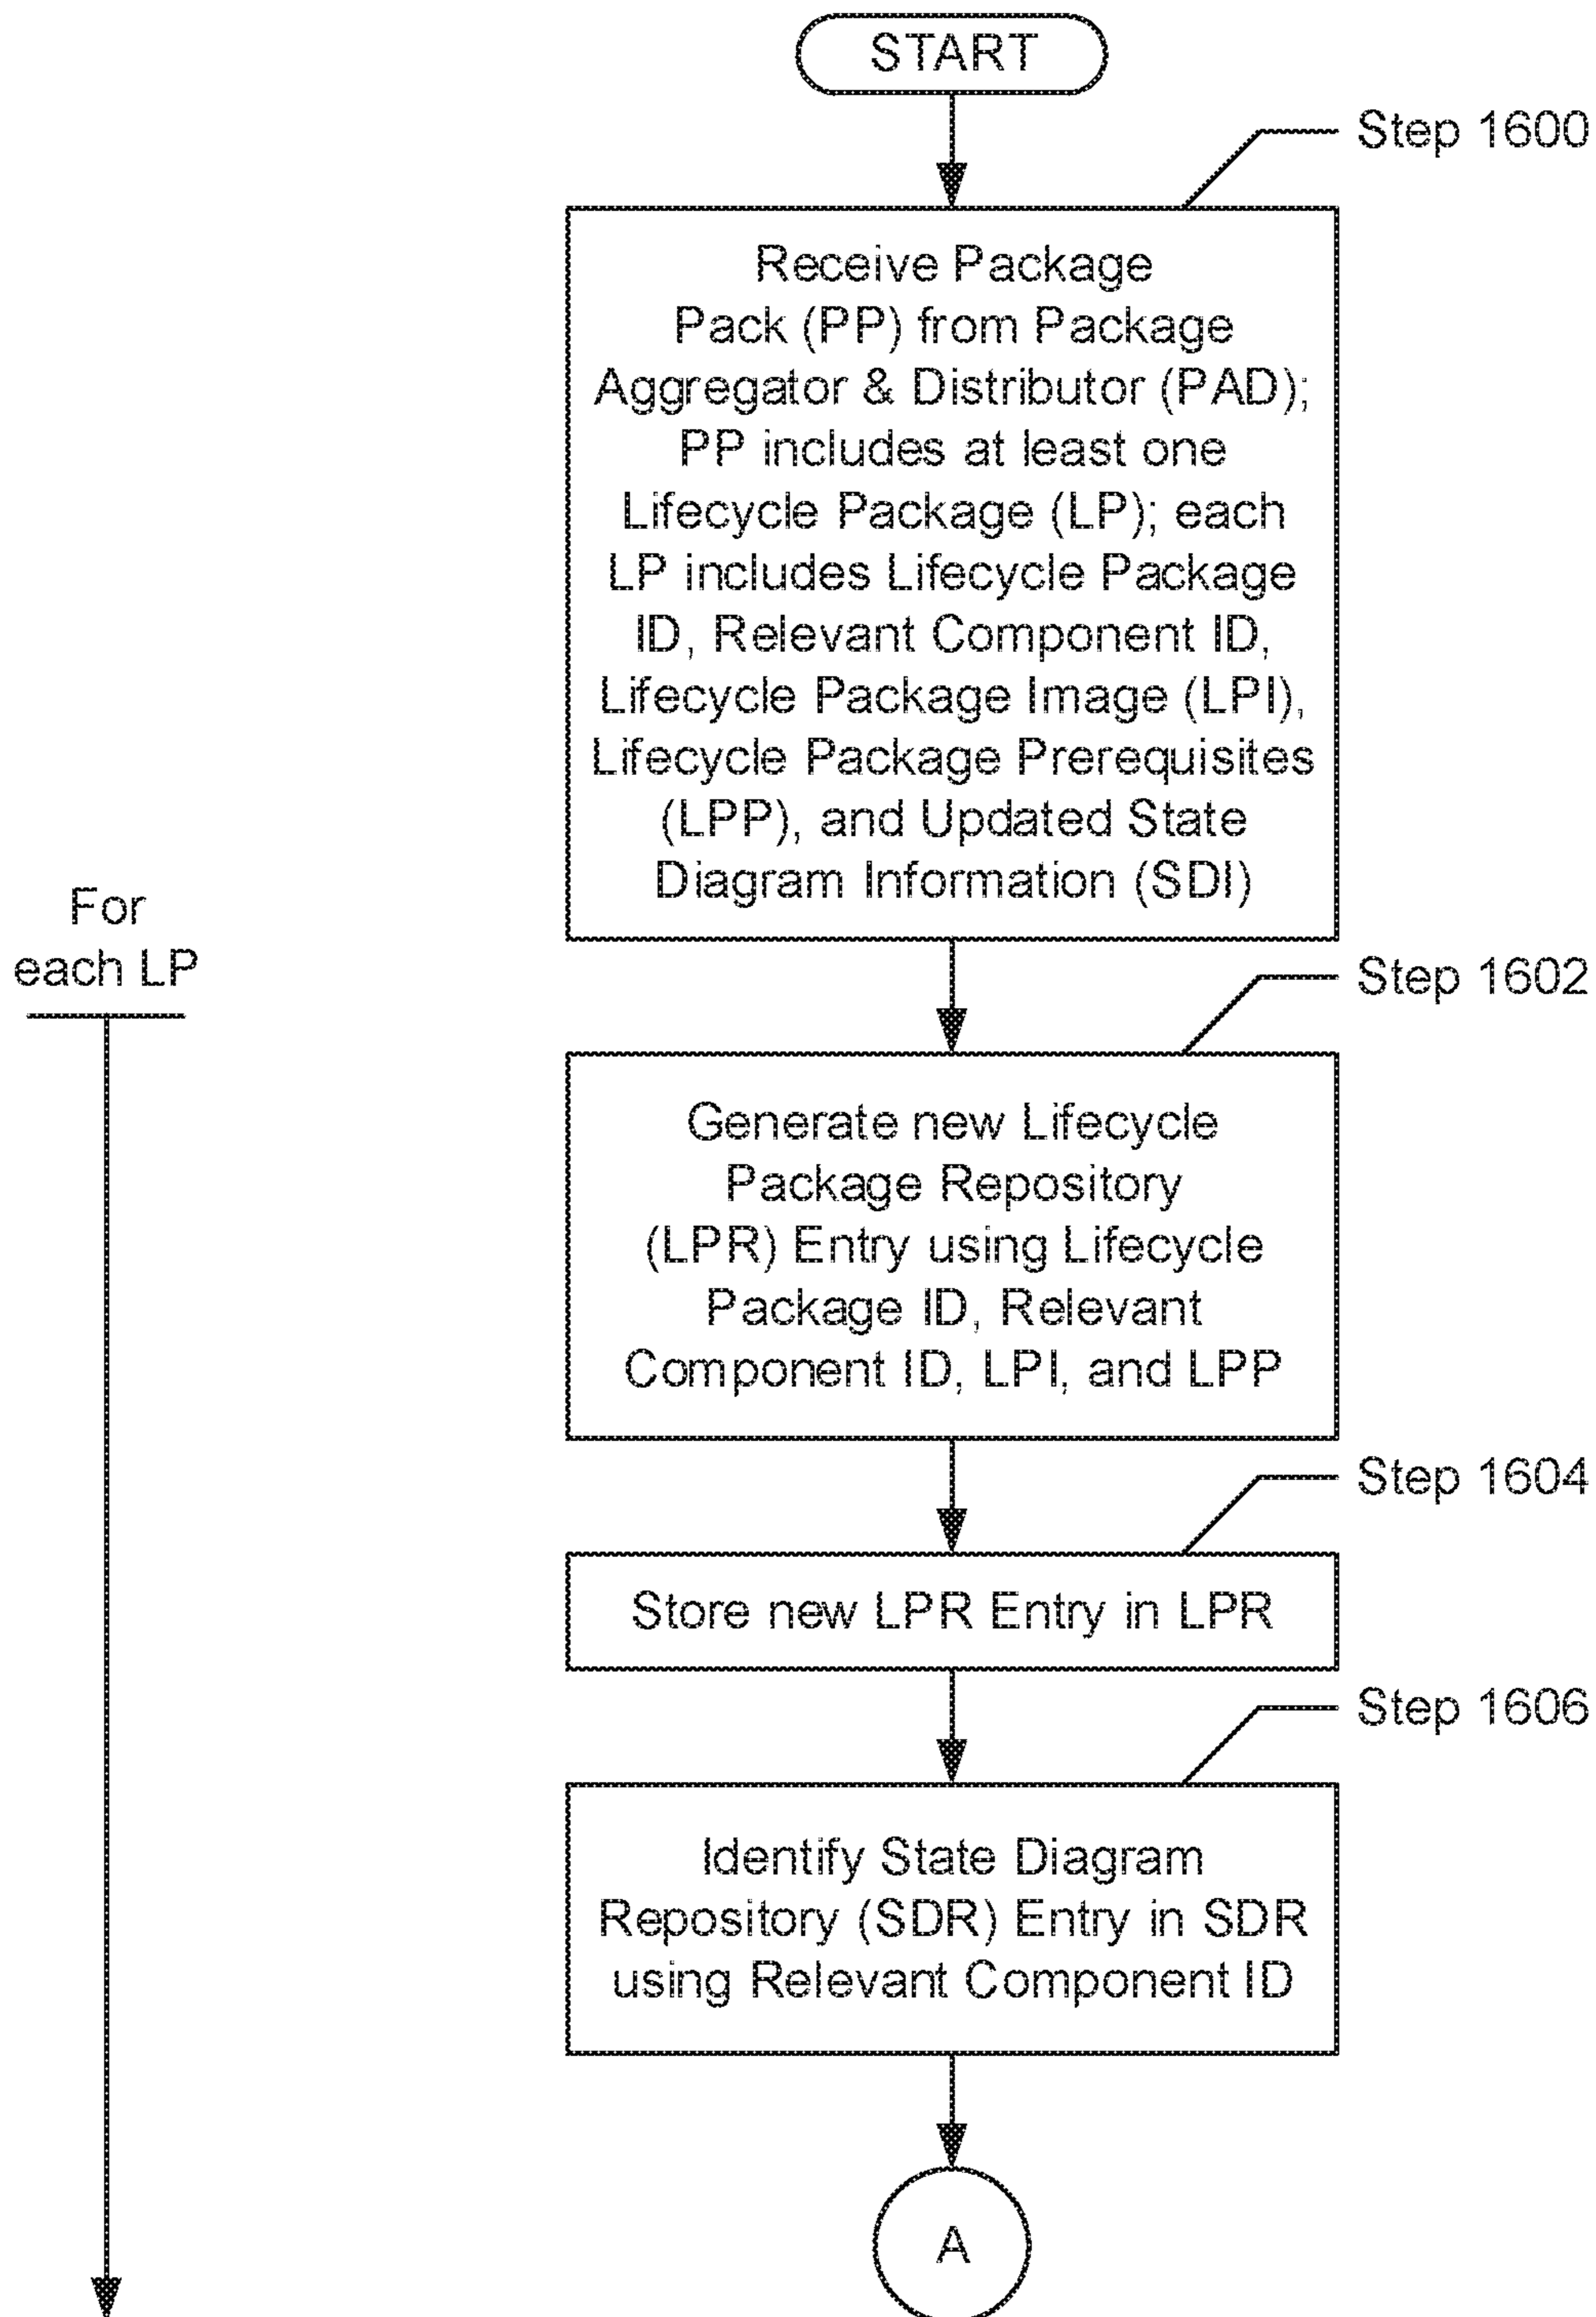 START
Step 1600
Receive Package
Pack (PP) from Package
Aggregator & Distributor (PAD);
PP includes at least one
Lifecycle Package (LP); each
LP includes Lifecycle Package
ID, Relevant Component ID,
Lifecycle Package Image (LPI),
Lifecycle Package Prerequisites
(LPP), and Updated State
Diagram Information (SDI)
For
each LP
Step 1602
Generate new Lifecycle
Package Repository
(LPR) Entry using Lifecycle
Package ID, Relevant
Component ID, LPI, and LPP
Step 1604
Store new LPR Entry in LPR
Step 1606
Identify State Diagram
Repository (SDR) Entry in SDR
using Relevant Component ID
A